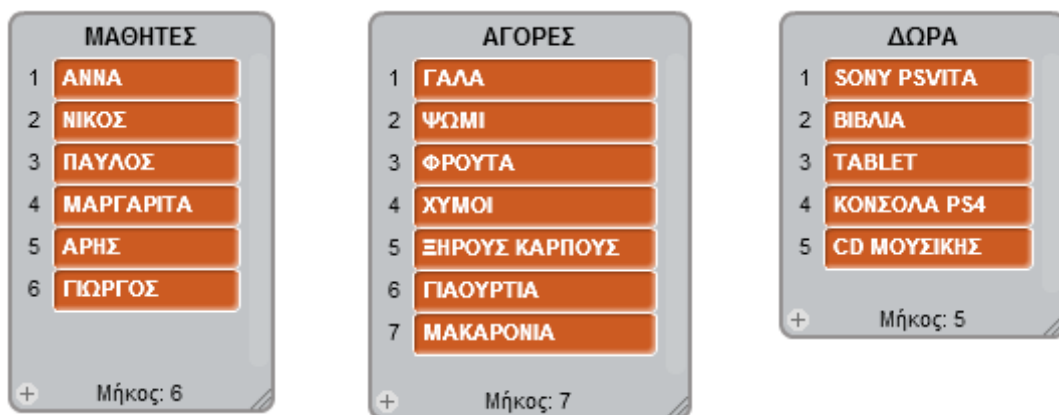 ΜΑΘΗΤΕΣ
1 ΑΝΝΑ
2 ΝΙΚΟΣ
3 ΠΑΥΛΟΣ
4 ΜΑΡΓΑΡΙΤΑ
5 ΑΡΗΣ
6 ΓΙΩΡΓΟΣ
+ Μήκος: 6
ΑΓΟΡΕΣ
1 ΓΑΛΑ
2 ΨΩΜΙ
3 ΦΡΟΥΤΑ
4 ΧΥΜΟΙ
5 ΞΗΡΟΥΣ ΚΑΡΠΟΥΣ
6 ΓΙΑΟΥΡΤΙΑ
7 ΜΑΚΑΡΟΝΙΑ
+ Μήκος: 7
ΔΩΡΑ
1 SONY PSVITA
2 ΒΙΒΛΙΑ
3 TABLET
4 ΚΟΝΣΟΛΑ PS4
5 CD ΜΟΥΣΙΚΗΣ
+ Μήκος: 5